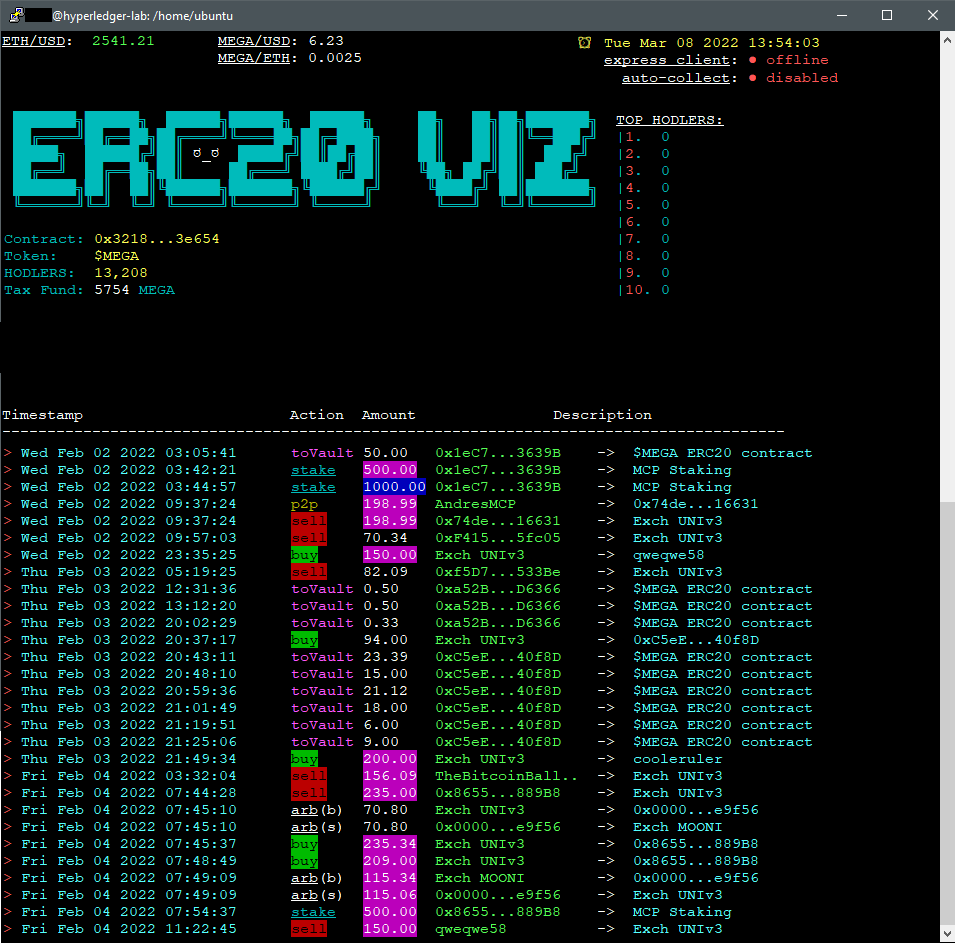 @hyperledger-lab: /home/ubuntu
ETH/USD: 2541.21 MEGA/USD: 6.23 Tue Mar 08 2022 13:54:03
MEGA/ETH: 0.0025 express client: ● offline
auto-collect: ● disabled
ERC20 VIZ
ʘ_ʘ
TOP HODLERS:
|1. 0
|2. 0
|3. 0
|4. 0
|5. 0
|6. 0
|7. 0
|8. 0
|9. 0
|10. 0
Contract: 0x3218...3e654
Token: $MEGA
HODLERS: 13,208
Tax Fund: 5754 MEGA
Timestamp Action Amount Description
---------------------------------------------------------------------------------------
> Wed Feb 02 2022 03:05:41 toVault 50.00 0x1eC7...3639B -> $MEGA ERC20 contract
> Wed Feb 02 2022 03:42:21 stake 500.00 0x1eC7...3639B -> MCP Staking
> Wed Feb 02 2022 03:44:57 stake 1000.00 0x1eC7...3639B -> MCP Staking
> Wed Feb 02 2022 09:37:24 p2p 198.99 AndresMCP -> 0x74de...16631
> Wed Feb 02 2022 09:37:24 sell 198.99 0x74de...16631 -> Exch UNIv3
> Wed Feb 02 2022 09:57:03 sell 70.34 0xF415...5fc05 -> Exch UNIv3
> Wed Feb 02 2022 23:35:25 buy 150.00 Exch UNIv3 -> qweqwe58
> Thu Feb 03 2022 05:19:25 sell 82.09 0xf5D7...533Be -> Exch UNIv3
> Thu Feb 03 2022 12:31:36 toVault 0.50 0xa52B...D6366 -> $MEGA ERC20 contract
> Thu Feb 03 2022 13:12:20 toVault 0.50 0xa52B...D6366 -> $MEGA ERC20 contract
> Thu Feb 03 2022 20:02:29 toVault 0.33 0xa52B...D6366 -> $MEGA ERC20 contract
> Thu Feb 03 2022 20:37:17 buy 94.00 Exch UNIv3 -> 0xC5eE...40f8D
> Thu Feb 03 2022 20:43:11 toVault 23.39 0xC5eE...40f8D -> $MEGA ERC20 contract
> Thu Feb 03 2022 20:48:10 toVault 15.00 0xC5eE...40f8D -> $MEGA ERC20 contract
> Thu Feb 03 2022 20:59:36 toVault 21.12 0xC5eE...40f8D -> $MEGA ERC20 contract
> Thu Feb 03 2022 21:01:49 toVault 18.00 0xC5eE...40f8D -> $MEGA ERC20 contract
> Thu Feb 03 2022 21:19:51 toVault 6.00 0xC5eE...40f8D -> $MEGA ERC20 contract
> Thu Feb 03 2022 21:25:06 toVault 9.00 0xC5eE...40f8D -> $MEGA ERC20 contract
> Thu Feb 03 2022 21:49:34 buy 200.00 Exch UNIv3 -> cooleruler
> Fri Feb 04 2022 03:32:04 sell 156.09 TheBitcoinBall.. -> Exch UNIv3
> Fri Feb 04 2022 07:44:28 sell 235.00 0x8655...889B8 -> Exch UNIv3
> Fri Feb 04 2022 07:45:10 arb(b) 70.80 Exch UNIv3 -> 0x0000...e9f56
> Fri Feb 04 2022 07:45:10 arb(s) 70.80 0x0000...e9f56 -> Exch MOONI
> Fri Feb 04 2022 07:45:37 buy 235.34 Exch UNIv3 -> 0x8655...889B8
> Fri Feb 04 2022 07:48:49 buy 209.00 Exch UNIv3 -> 0x8655...889B8
> Fri Feb 04 2022 07:49:09 arb(b) 115.34 Exch MOONI -> 0x0000...e9f56
> Fri Feb 04 2022 07:49:09 arb(s) 115.06 0x0000...e9f56 -> Exch UNIv3
> Fri Feb 04 2022 07:54:37 stake 500.00 0x8655...889B8 -> MCP Staking
> Fri Feb 04 2022 11:22:45 sell 150.00 qweqwe58 -> Exch UNIv3